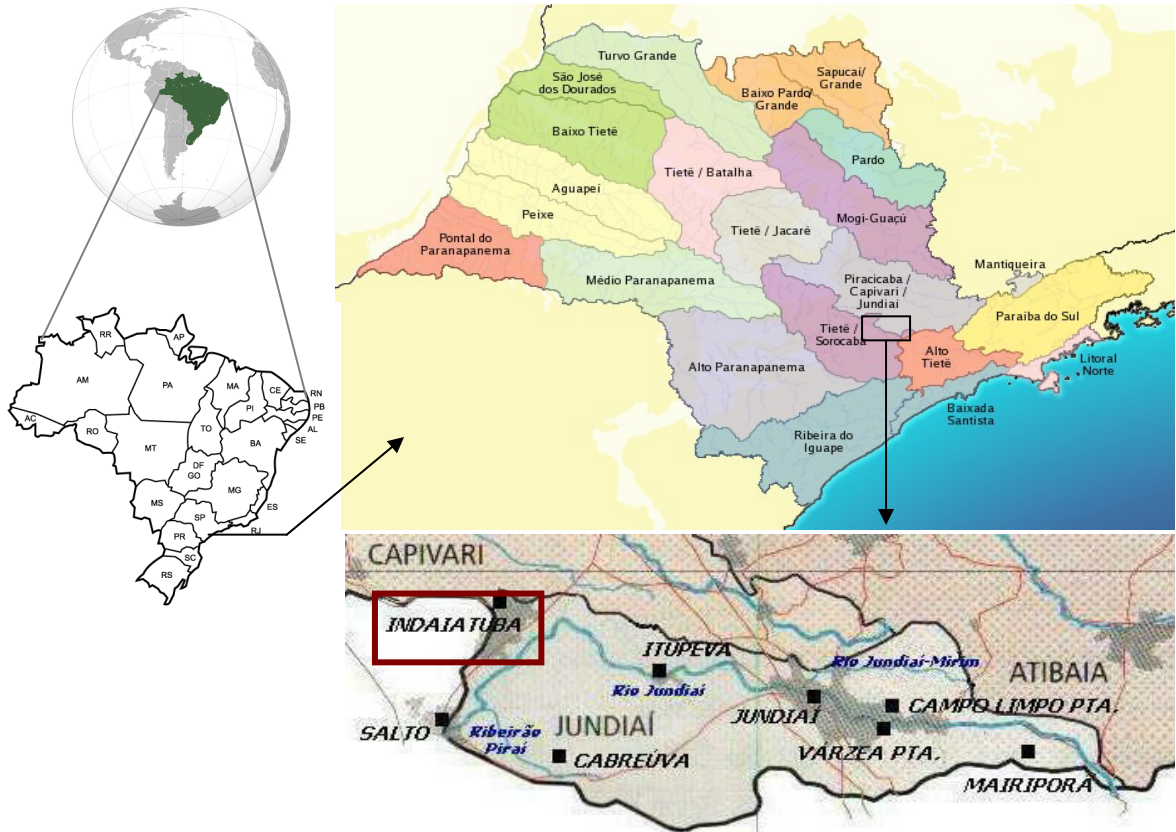 RR
AP
AM
PA
MA
CE
RN
PB
PE
AL
SE
PI
AC
RO
TO
BA
MT
DF
GO
MG
ES
MS
SP
RJ
PR
SC
RS
Turvo Grande
São José
dos Dourados
Baixo Tietê
Sapucaí/
Grande
Baixo Pardo/
Grande
Pardo
Tietê / Batalha
Aguapeí
Peixe
Mogi-Guaçú
Tietê / Jacaré
Pontal do
Paranapanema
Médio Paranapanema
Mantiqueira
Piracicaba /
Capivari /
Jundiaí
Paraíba do Sul
Tietê /
Sorocaba
Alto
Tietê
Litoral
Norte
Alto Paranapanema
Baixada
Santista
Ribeira do
Iguape
CAPIVARI
INDAIATUBA
ITUPEVA
Rio Jundiaí-Mirim
ATIBAIA
Rio Jundiaí
JUNDIAÍ
CAMPO LIMPO PTA.
SALTO
Ribeirão
Piraí
JUNDIAÍ
CABREÚVA
VÁRZEA PTA.
MAIRIPORÃ